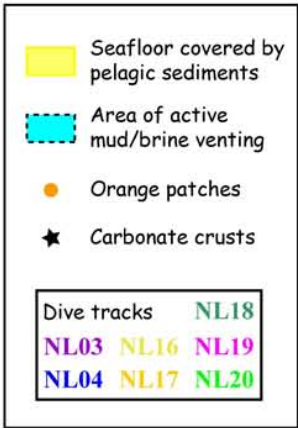 Seafloor covered by
pelagic sediments
Area of active
mud/brine venting
Orange patches
Carbonate crusts
Dive tracks NL18
NL03 NL16 NL19
NL04 NL17 NL20